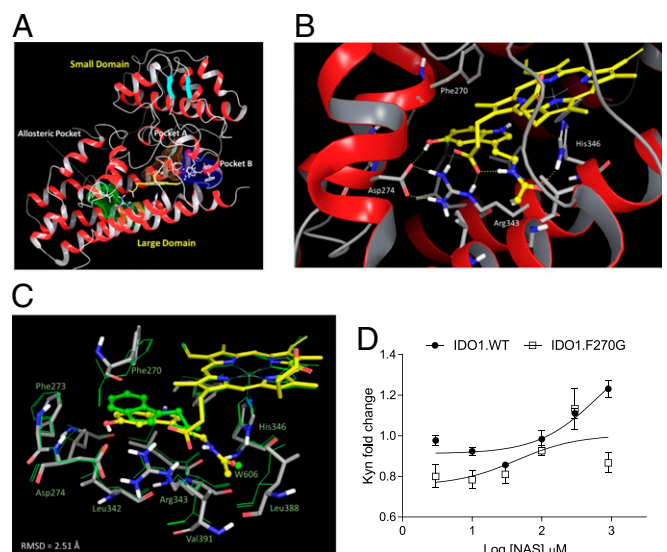 A
Small Domain
Allosteric Pocket
Pocket A
Pocket B
Large Domain
B
Phe270
His346
Asp274
Arg343
C
Phe270
Phe273
His346
W606
Asp274
Arg343
Leu342
Leu388
Val391
RMSD = 2.51 Å
D
IDO1.WT
IDO1.F270G
Kyn fold change
1.4
1.2
1.0
0.8
0.6
0
1
2
3
Log [NAS] µM